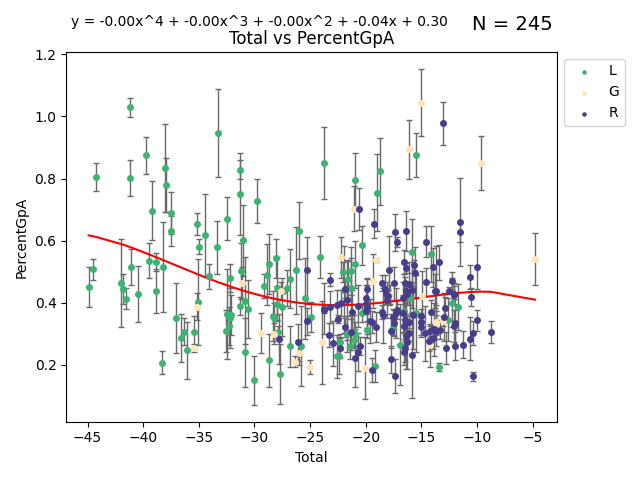 y = -0.00x^4 + -0.00x^3 + -0.00x^2 + -0.04x + 0.30 N = 245
Total vs PercentGpA
L
G
R
1.2
1.0
0.8
0.6
0.4
0.2
PercentGpA
−45 −40 −35 −30 −25 −20 −15 −10 −5
Total